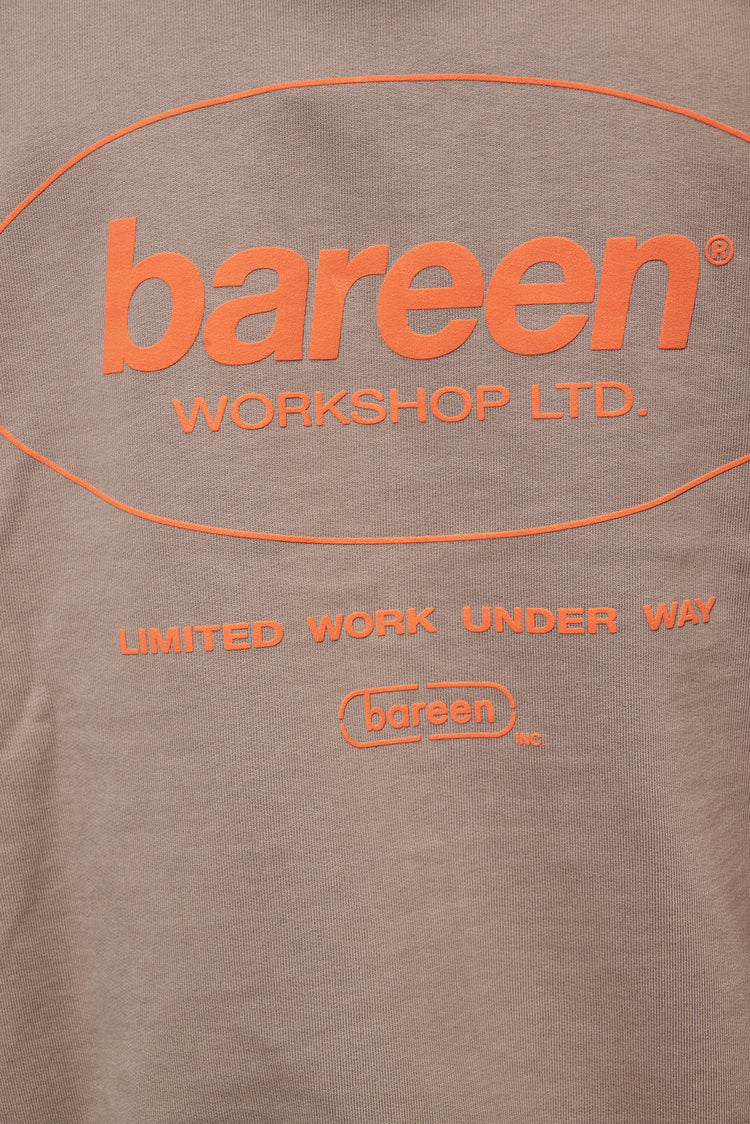 bareen®
WORKSHOP LTD.
LIMITED WORK UNDER WAY
bareen
INC.